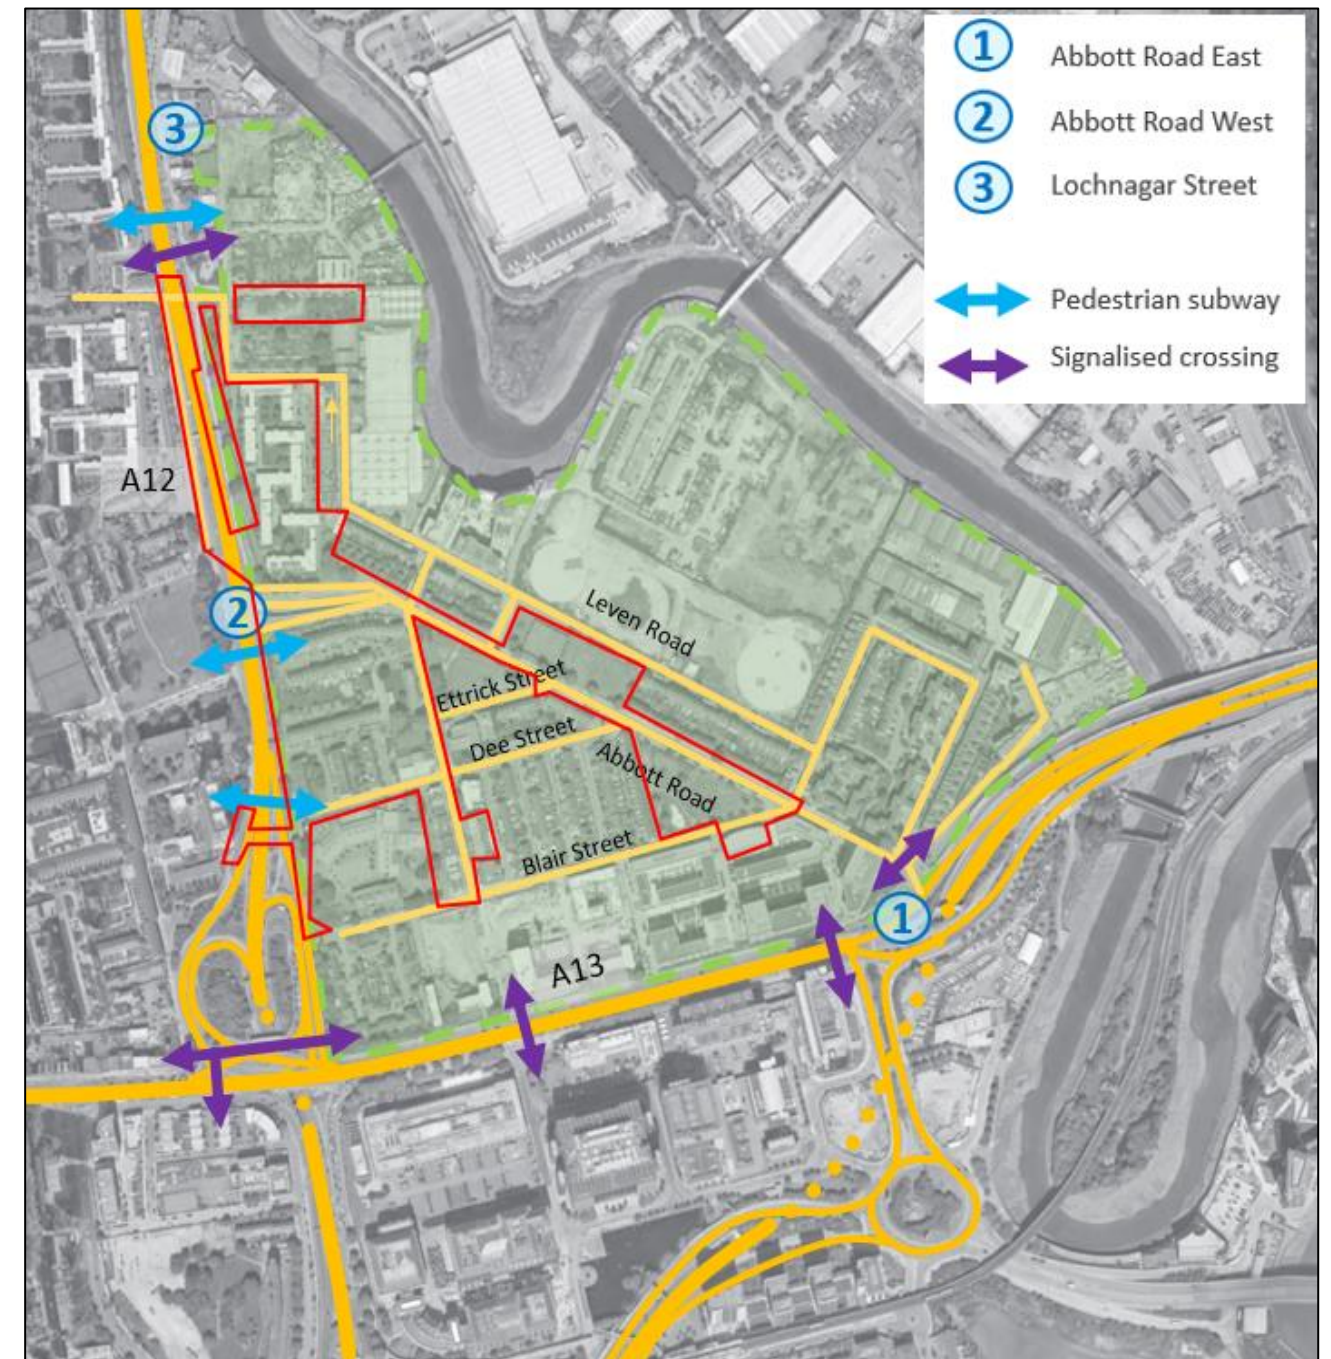 1 Abbott Road East
2 Abbott Road West
3 Lochnagar Street
Pedestrian subway
Signalised crossing
3
A12
2
Leven Road
Ettrick Street
Dee Street
Abbott Road
Blair Street
1
A13